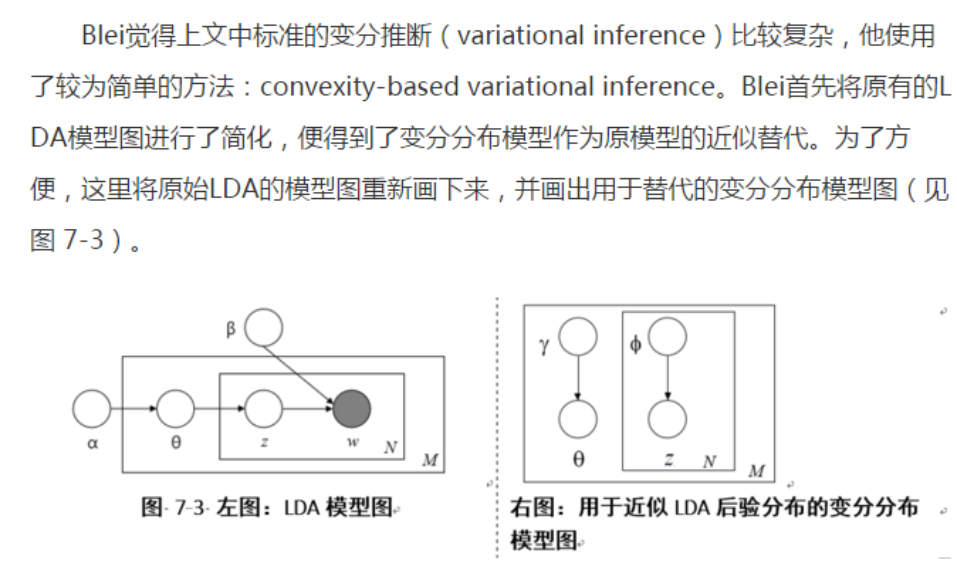 Blei觉得上文中标准的变分推断（variational inference）比较复杂，他使用
了较为简单的方法：convexity-based variational inference。Blei首先将原有的L
DA模型图进行了简化，便得到了变分分布模型作为原模型的近似替代。为了方
便，这里将原始LDA的模型图重新画下来，并画出用于替代的变分分布模型图（见
图 7-3）。
β
α
θ
z
w
N
M
γ
ϕ
θ
z
N
M
图 7-3 左图：LDA 模型图
右图：用于近似 LDA 后验分布的变分分布
模型图